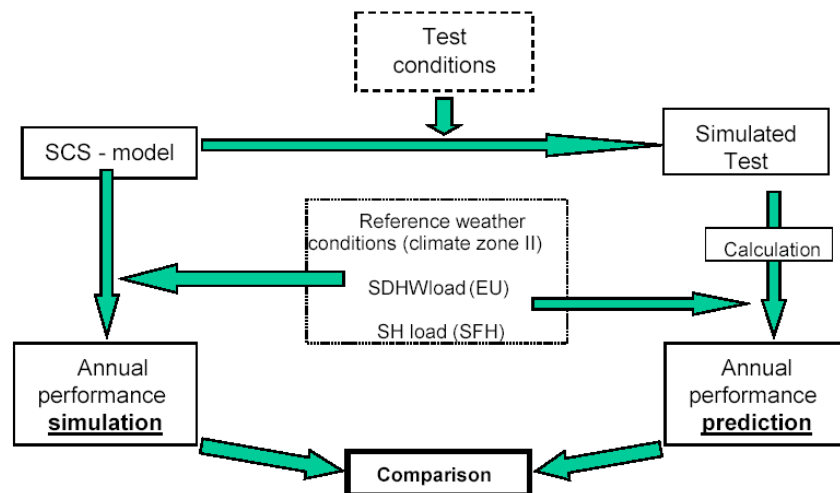 Test
conditions
SCS - model
Simulated
Test
Reference weather
conditions (climate zone II)
SDHWload (EU)
SH load (SFH)
Calculation
Annual
performance
simulation
Annual
performance
prediction
Comparison